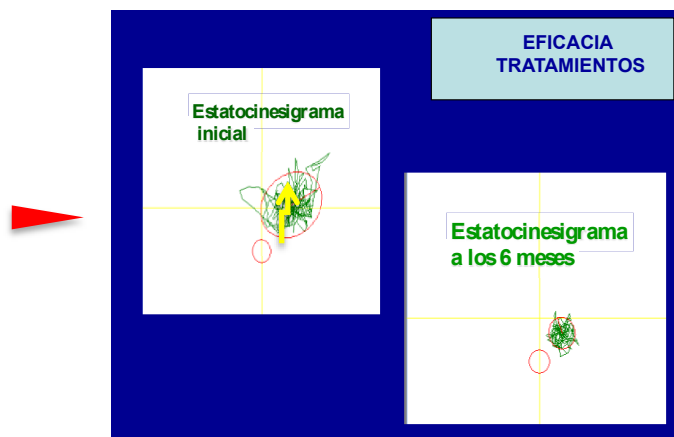 EFICACIA
TRATAMIENTOS
Estatocinesigrama
inicial
Estatocinesigrama
a los 6 meses